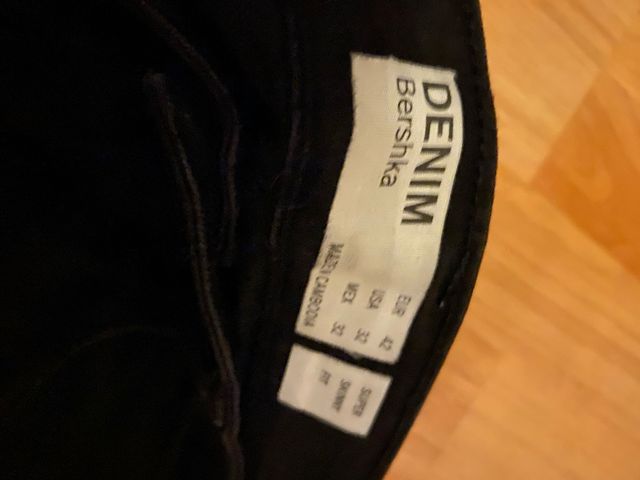 DENIM
Bershka
EUR 42
USA 32
MEX 32
MADE IN CAMBODIA
SUPER
SKINNY
FIT